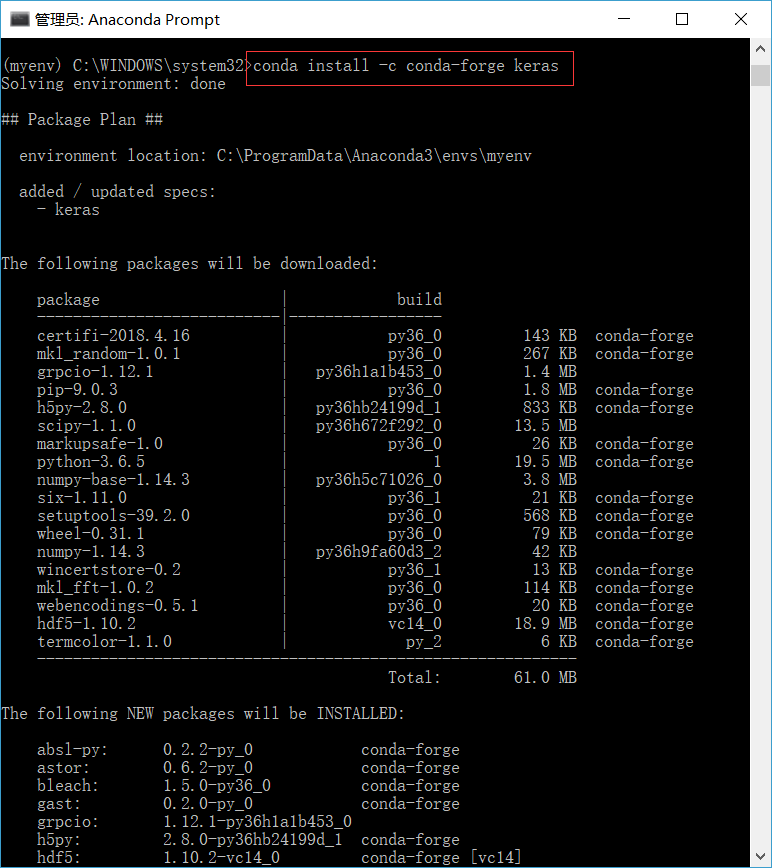 管理员: Anaconda Prompt
(myenv) C:\WINDOWS\system32>conda install -c conda-forge keras
Solving environment: done
## Package Plan ##
environment location: C:\ProgramData\Anaconda3\envs\myenv
added / updated specs:
- keras
The following packages will be downloaded:
package | build
---------------------------|-----------------
certifi-2018.4.16 | py36_0 143 KB conda-forge
mkl_random-1.0.1 | py36_0 267 KB conda-forge
grpcio-1.12.1 | py36h1a1b453_0 1.4 MB
pip-9.0.3 | py36_0 1.8 MB conda-forge
h5py-2.8.0 | py36hb24199d_1 833 KB conda-forge
scipy-1.1.0 | py36h672f292_0 13.5 MB
markupsafe-1.0 | py36_0 26 KB conda-forge
python-3.6.5 | 1 19.5 MB conda-forge
numpy-base-1.14.3 | py36h5c71026_0 3.8 MB
six-1.11.0 | py36_1 21 KB conda-forge
setuptools-39.2.0 | py36_0 568 KB conda-forge
wheel-0.31.1 | py36_0 79 KB conda-forge
numpy-1.14.3 | py36h9fa60d3_2 42 KB
wincertstore-0.2 | py36_1 13 KB conda-forge
mkl_fft-1.0.2 | py36_0 114 KB conda-forge
webencodings-0.5.1 | py36_0 20 KB conda-forge
hdf5-1.10.2 | vc14_0 18.9 MB conda-forge
termcolor-1.1.0 | py_2 6 KB conda-forge
------------------------------------------------------------
Total: 61.0 MB
The following NEW packages will be INSTALLED:
absl-py: 0.2.2-py_0 conda-forge
astor: 0.6.2-py_0 conda-forge
bleach: 1.5.0-py36_0 conda-forge
gast: 0.2.0-py_0 conda-forge
grpcio: 1.12.1-py36h1a1b453_0
h5py: 2.8.0-py36hb24199d_1 conda-forge
hdf5: 1.10.2-vc14_0 conda-forge [vc14]